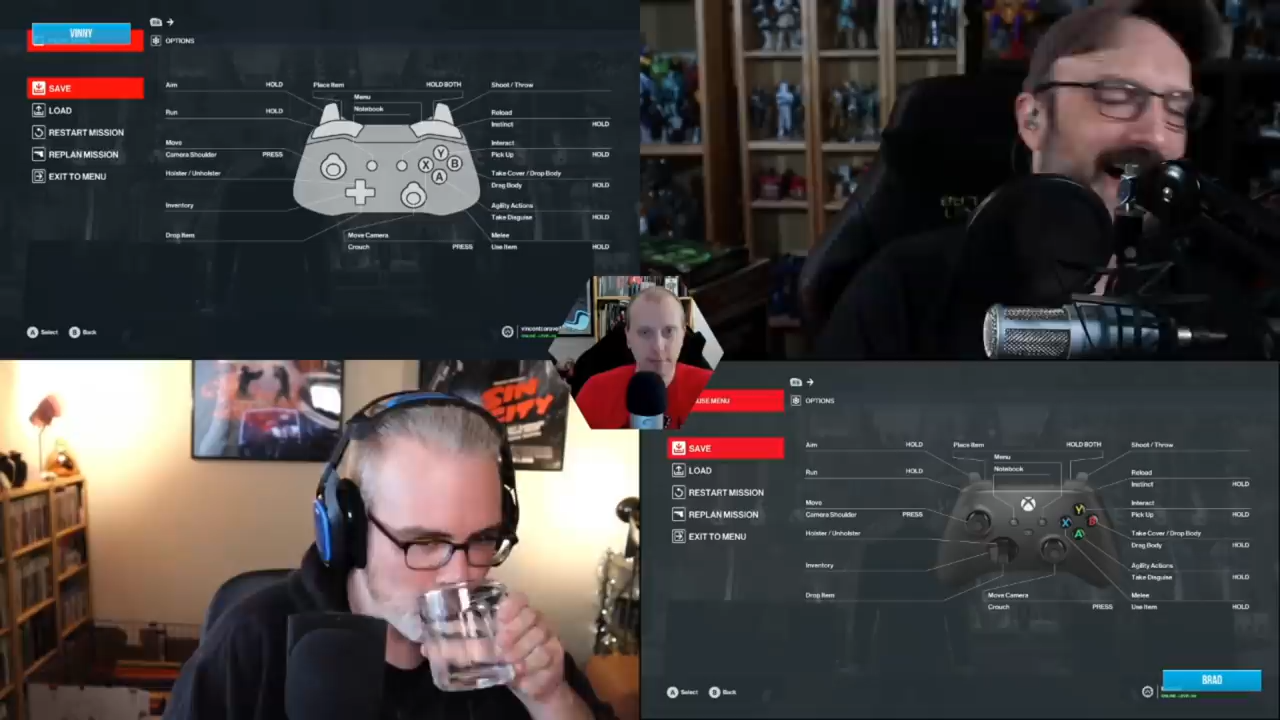 VINNY
OPTIONS
SAVE
LOAD
RESTART MISSION
REPLAN MISSION
EXIT TO MENU
Aim HOLD
Run HOLD
Move
Camera Shoulder PRESS
Holster / Unholster
Inventory
Drop Item
Place Item HOLD BOTH
Menu
Notebook
Shoot / Throw
Reload
Instinct HOLD
Interact
Pick Up HOLD
Take Cover / Drop Body
Drag Body HOLD
Agility Actions
Take Disguise HOLD
Melee
Use Item HOLD
Move Camera
Crouch PRESS
Y
X B
A
A Select B Back
SIN
CITY
OPTIONS
SAVE
LOAD
RESTART MISSION
REPLAN MISSION
EXIT TO MENU
Aim HOLD
Run HOLD
Move
Camera Shoulder PRESS
Holster / Unholster
Inventory
Drop Item
Place Item HOLD BOTH
Menu
Notebook
Shoot / Throw
Reload
Instinct HOLD
Interact
Pick Up HOLD
Take Cover / Drop Body
Drag Body HOLD
Agility Actions
Take Disguise HOLD
Melee
Use Item HOLD
Move Camera
Crouch PRESS
Y
X B
A
A Select B Back
BRAD